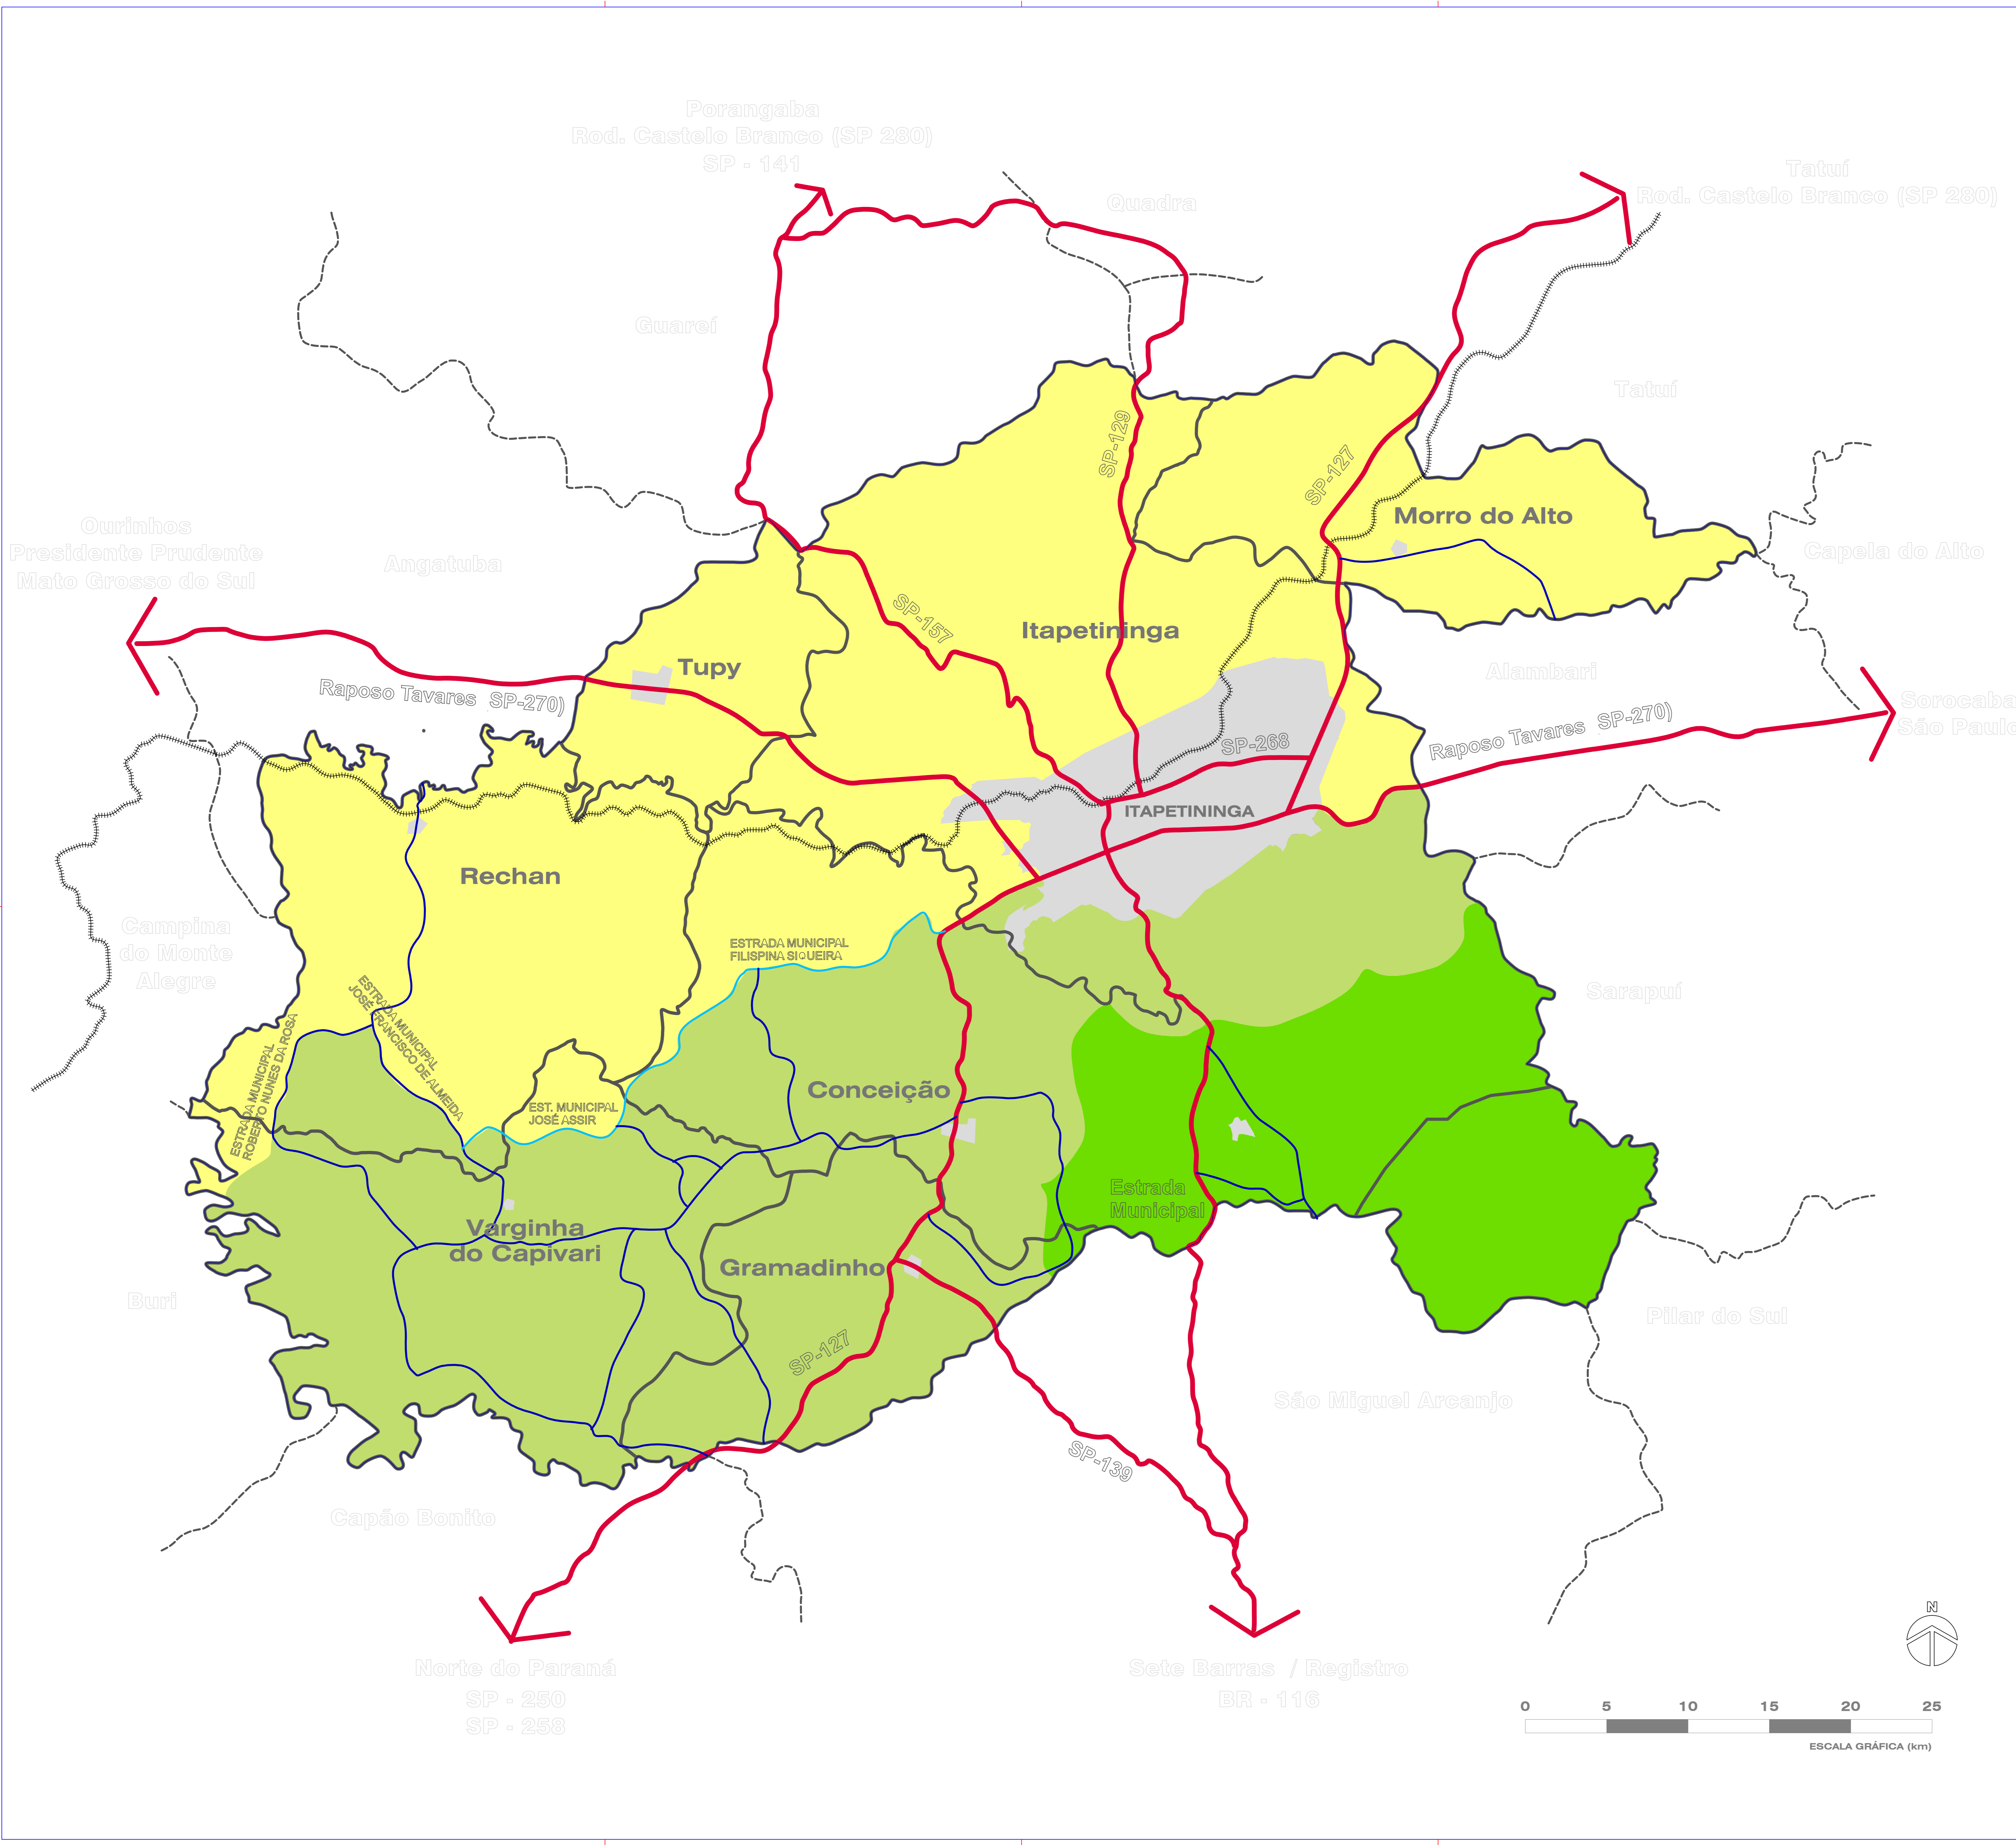 Porangaba
Rod. Castelo Branco (SP 280)
SP - 141
Quadra
Tatuí
Rod. Castelo Branco (SP 280)
Guareí
Tatuí
SP-129
SP-127
Morro do Alto
Ourinhos
Presidente Prudente
Mato Grosso do Sul
Angatuba
Capela do Alto
SP-157
Itapetininga
Tupy
Alambari
Raposo Tavares SP-270)
Sorocaba
São Paulo
Raposo Tavares SP-270)
SP-268
ITAPETININGA
Rechan
Campina
do Monte
Alegre
ESTRADA MUNICIPAL
FILISPINA SIQUEIRA
ESTRADA MUNICIPAL
JOSÉ FRANCISCO DE ALMEIDA
Sarapuí
ESTRADA MUNICIPAL
ROBERTO NUNES DA ROSA
Conceição
EST. MUNICIPAL
JOSÉ ASSIR
Estrada
Municipal
Varginha
do Capivari
Gramadinho
Buri
Pilar do Sul
SP-127
São Miguel Arcanjo
SP-139
Capão Bonito
N
Norte do Paraná
SP - 250
SP - 258
Sete Barras / Registro
BR - 116
0 5 10 15 20 25
ESCALA GRÁFICA (km)